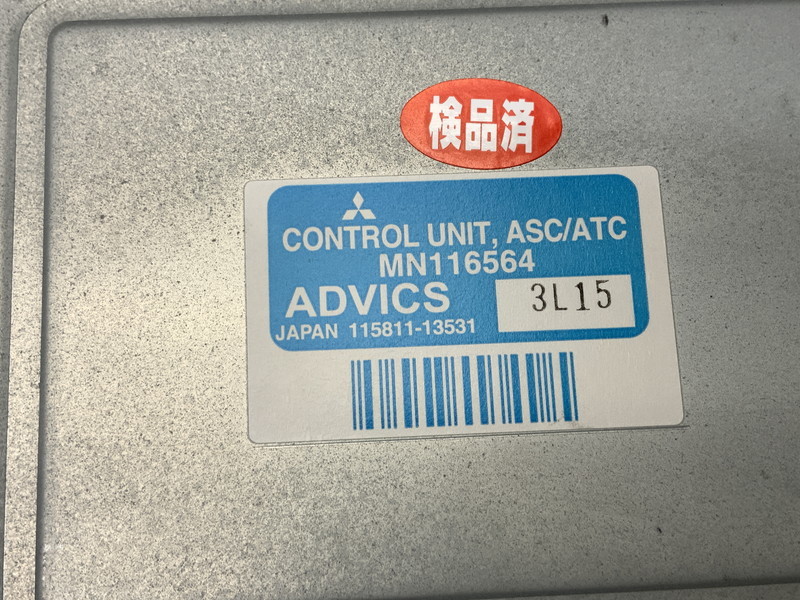 検品済
CONTROL UNIT, ASC/ATC
MN116564
ADVICS
3L15
JAPAN 115811-13531